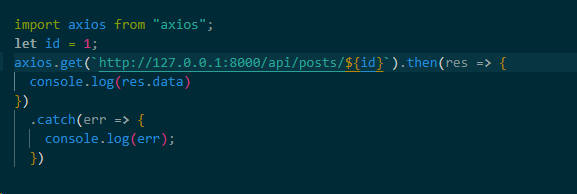 import axios from "axios";
let id = 1;
axios.get(`http://127.0.0.1:8000/api/posts/${id}`).then(res => {
  console.log(res.data)
})
  .catch(err => {
    console.log(err);
  })